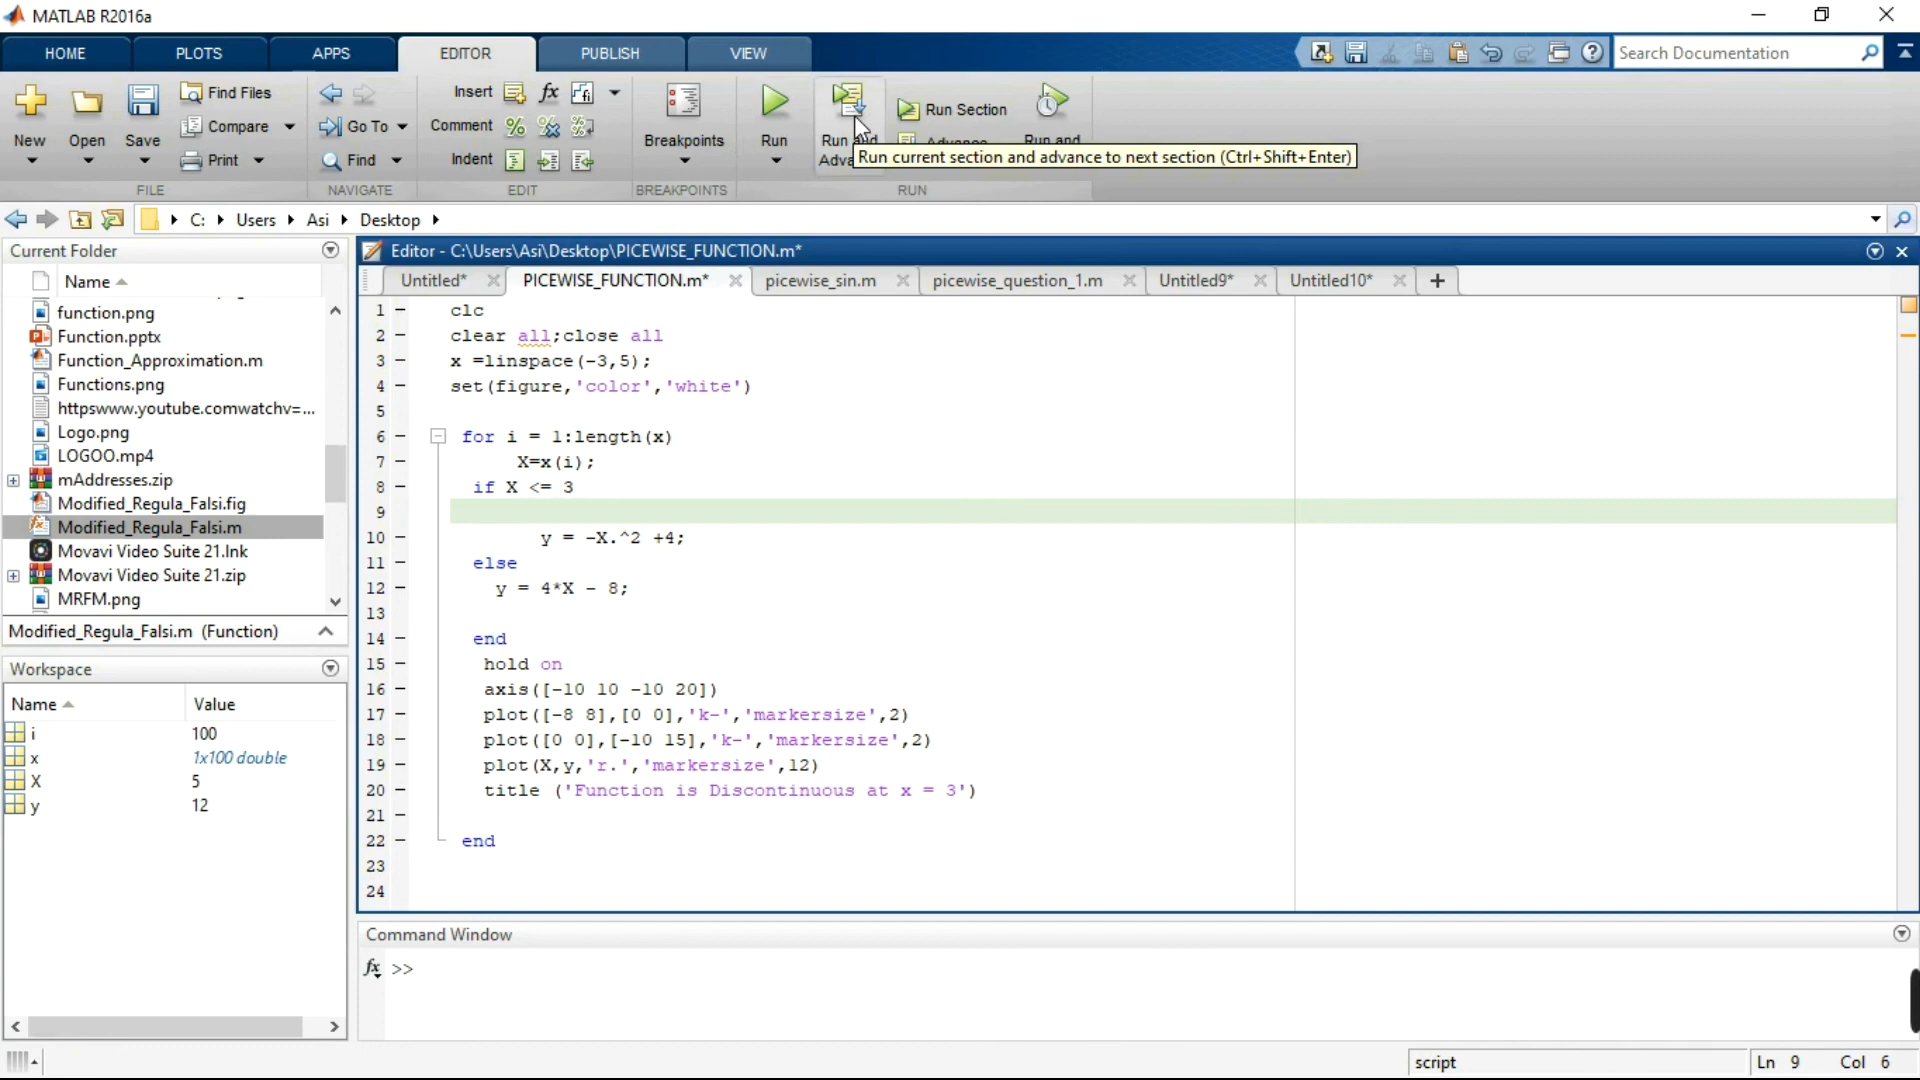 MATLAB R2016a
HOME PLOTS APPS EDITOR PUBLISH VIEW
Search Documentation
New Open Save
Find Files
Compare
Print
FILE
Go To
Find
NAVIGATE
Insert
Comment
Indent
EDIT
Breakpoints
BREAKPOINTS
Run
Run and
Run Section
Run and
Run current section and advance to next section (Ctrl+Shift+Enter)
RUN
C: Users Asi Desktop
Current Folder
Name
function.png
Function.pptx
Function_Approximation.m
Functions.png
httpswww.youtube.comwatchv=...
Logo.png
LOGOO.mp4
mAddresses.zip
Modified_Regula_Falsi.fig
Modified_Regula_Falsi.m
Movavi Video Suite 21.lnk
Movavi Video Suite 21.zip
MRFM.png
Modified_Regula_Falsi.m (Function)
Workspace
Name Value
i 100
x 1x100 double
X 5
y 12
Editor - C:\Users\Asi\Desktop\PICEWISE_FUNCTION.m*
Untitled* PICEWISE_FUNCTION.m* picewise_sin.m picewise_question_1.m Untitled9* Untitled10*
1 clc
2 clear all;close all
3 x =linspace(-3,5);
4 set(figure,'color','white')
5
6 for i = 1:length(x)
7 X=x(i);
8 if X <= 3
9
10 y = -X.^2 +4;
11 else
12 y = 4*X - 8;
13
14 end
15 hold on
16 axis([-10 10 -10 20])
17 plot([-8 8],[0 0],'k-','markersize',2)
18 plot([0 0],[-10 15],'k-','markersize',2)
19 plot(X,y,'r.','markersize',12)
20 title ('Function is Discontinuous at x = 3')
21
22 end
23
24
Command Window
fx >>
script Ln 9 Col 6